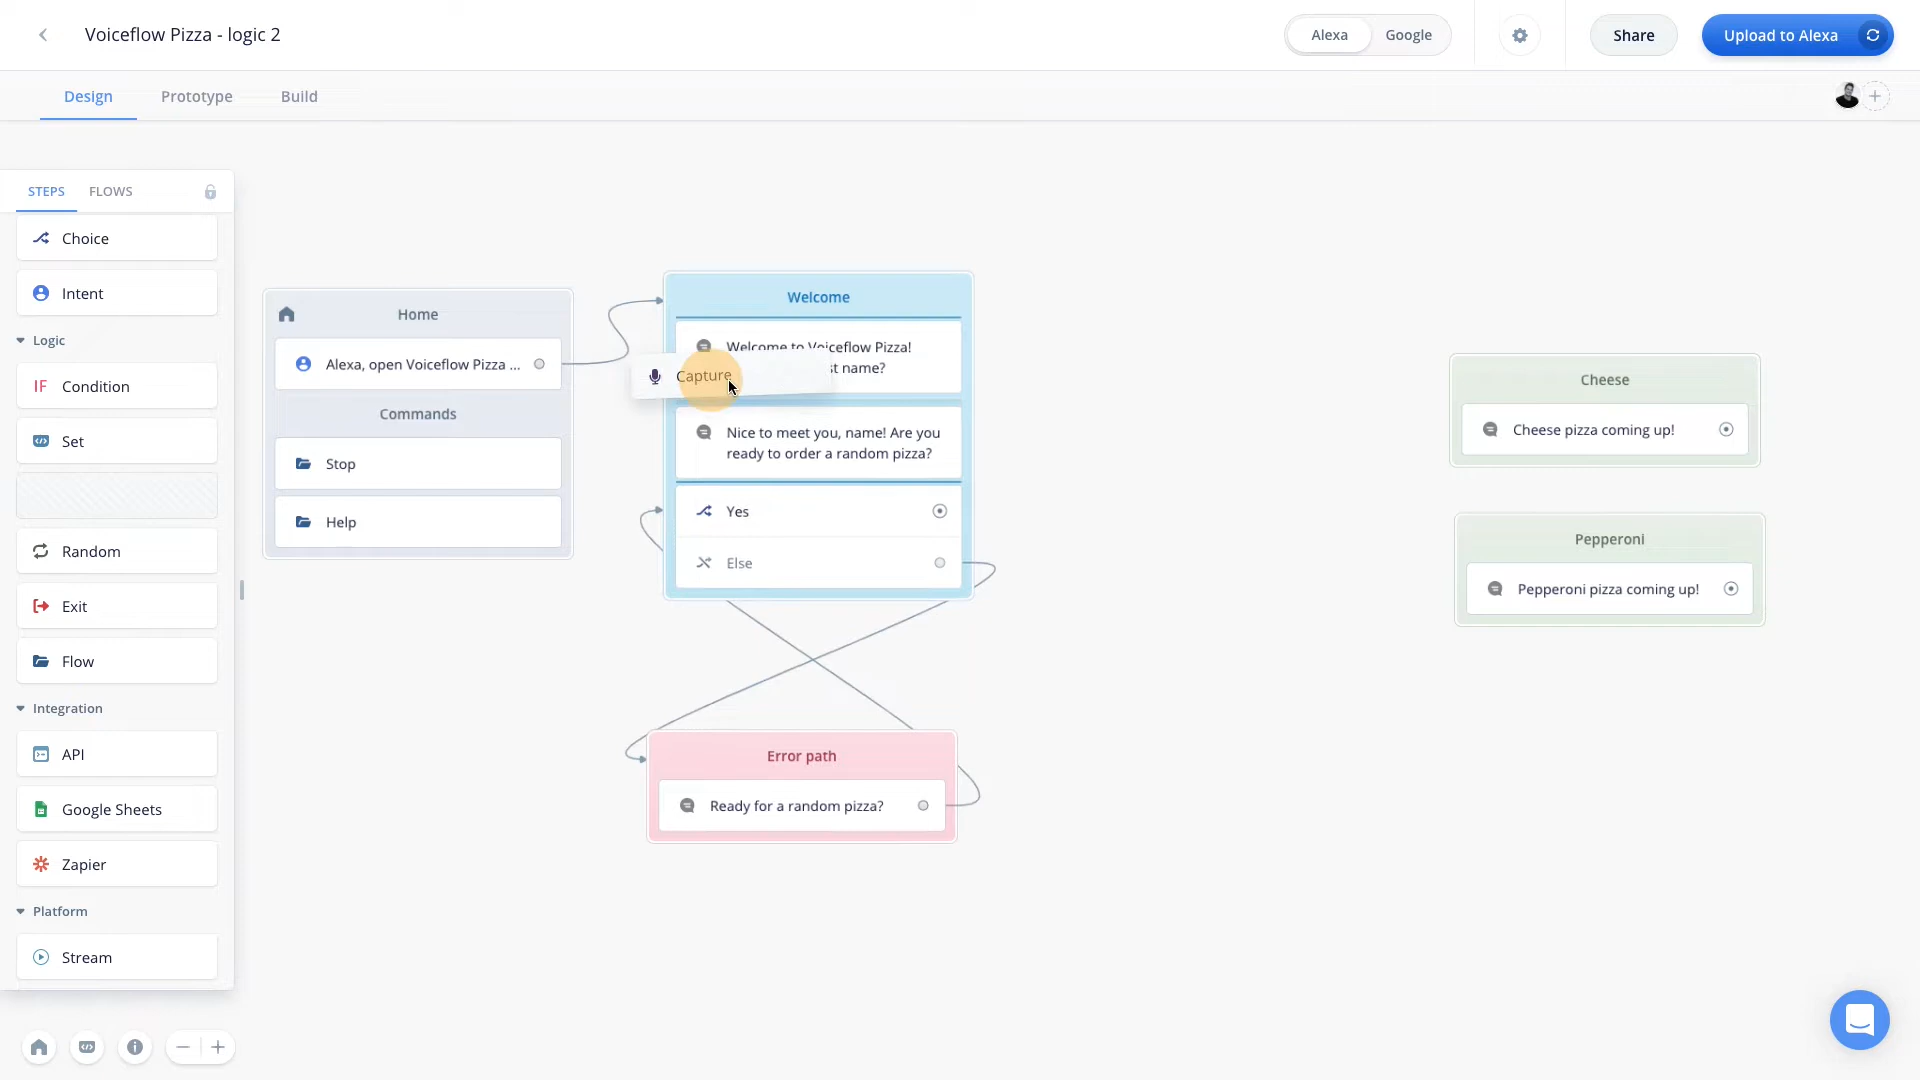 Voiceflow Pizza - logic 2
Alexa
Google
Share
Upload to Alexa
Design
Prototype
Build
STEPS
FLOWS
Choice
Intent
Logic
Condition
Set
Random
Exit
Flow
Integration
API
Google Sheets
Zapier
Platform
Stream
Home
Alexa, open Voiceflow Pizza ...
Commands
Stop
Help
Welcome
Welcome to Voiceflow Pizza!
st name?
Capture
Nice to meet you, name! Are you
ready to order a random pizza?
Yes
Else
Error path
Ready for a random pizza?
Cheese
Cheese pizza coming up!
Pepperoni
Pepperoni pizza coming up!